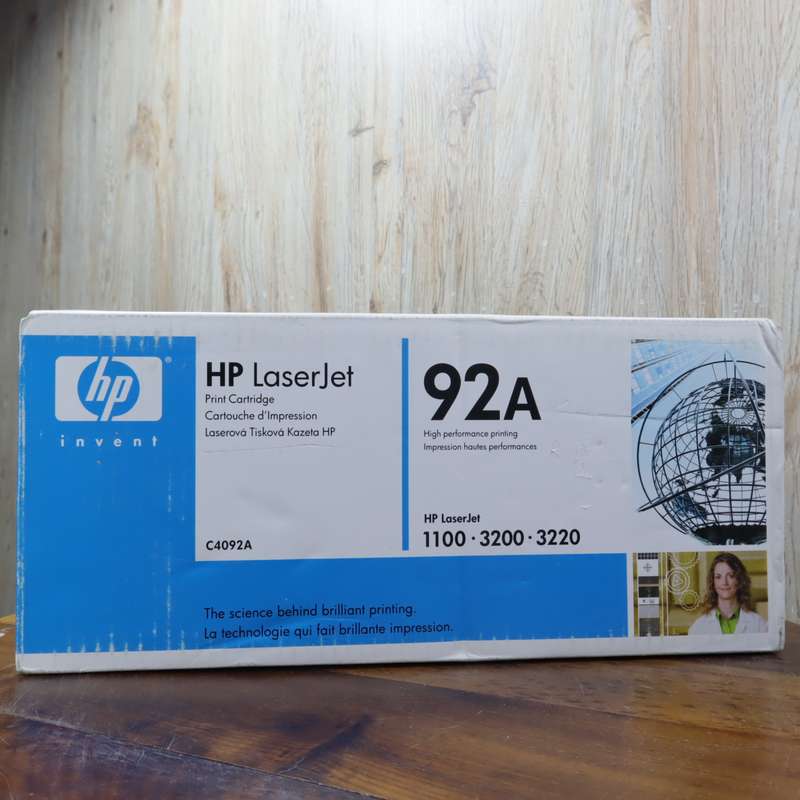 hp
invent
HP LaserJet
Print Cartridge
Cartouche d'Impression
Laserová Tisková Kazeta HP
C4092A
92A
High performance printing
Impression hautes performances
HP LaserJet
1100 · 3200 · 3220
The science behind brilliant printing.
La technologie qui fait brillante impression.